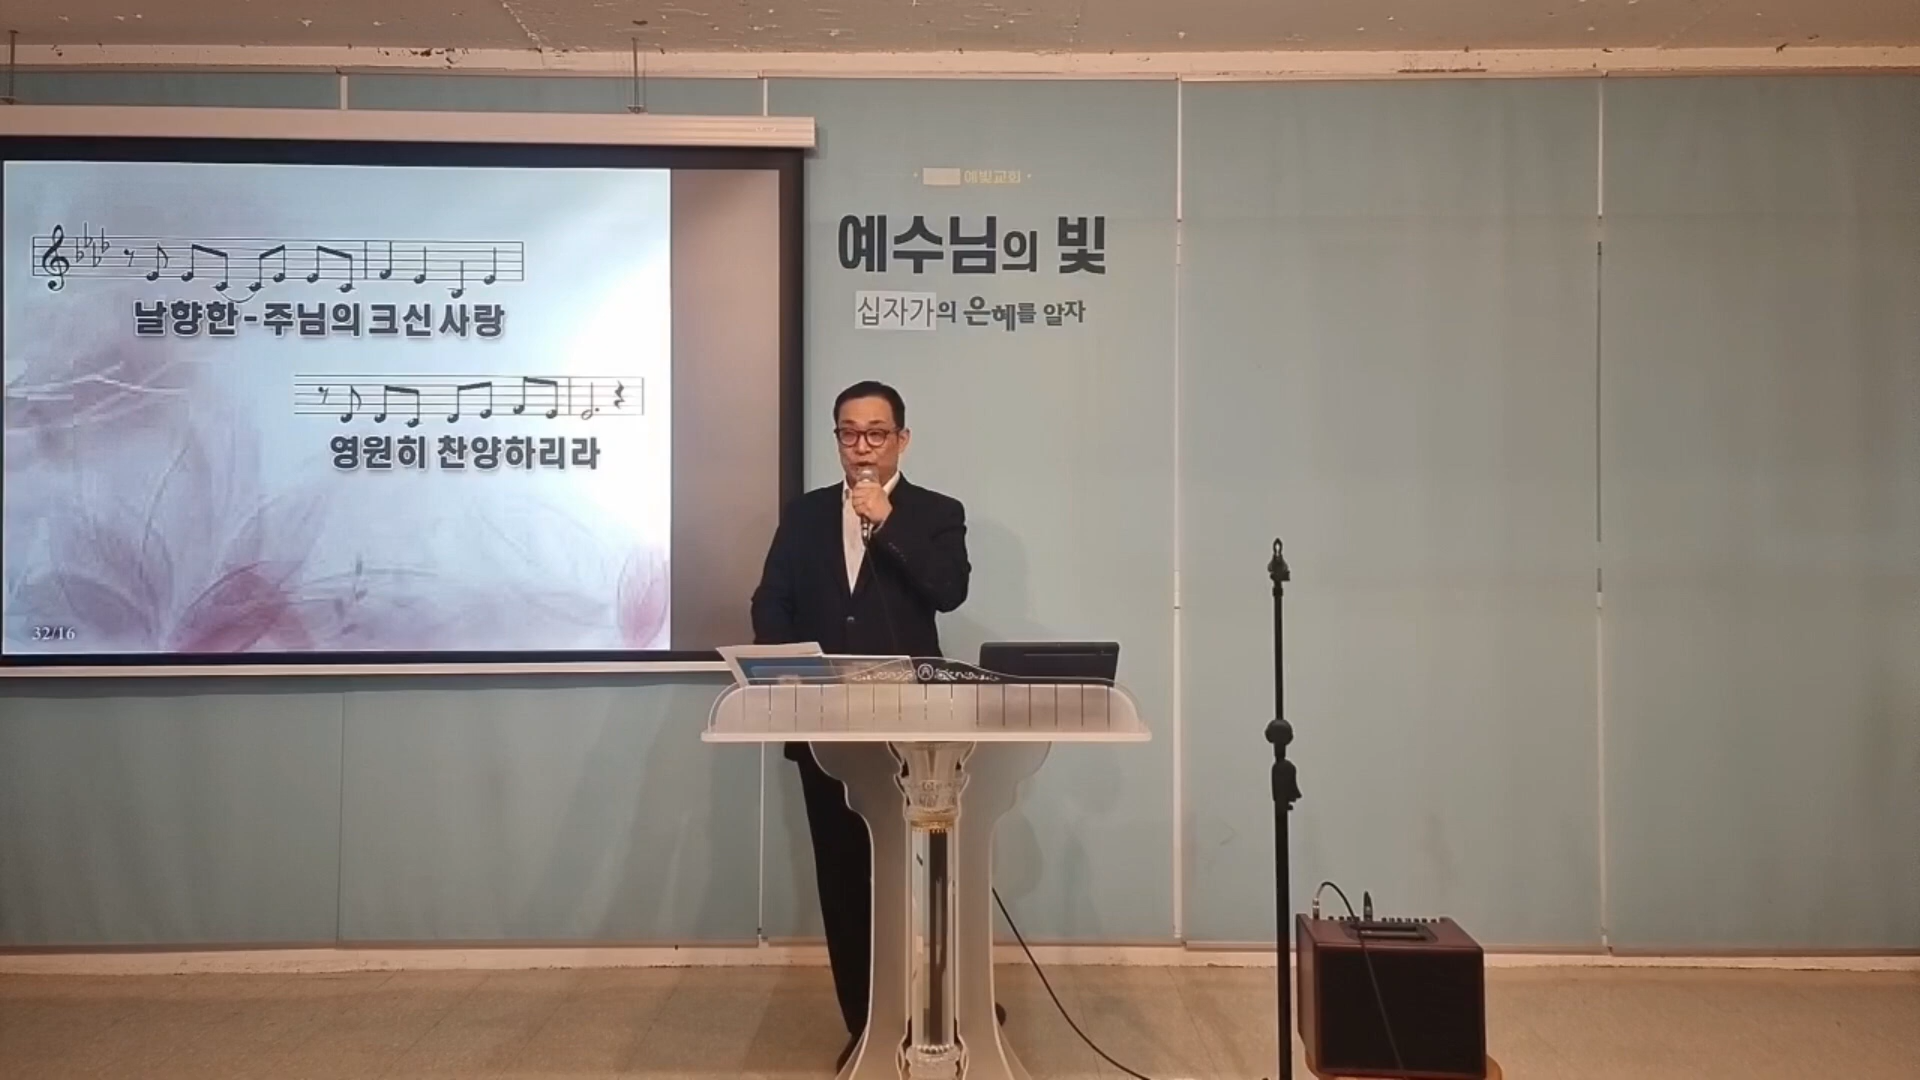 날향한-주님의크신사랑
영원히 찬양하리라
32/16
예빛교회
예수님의 빛
십자가의 은혜를 알자